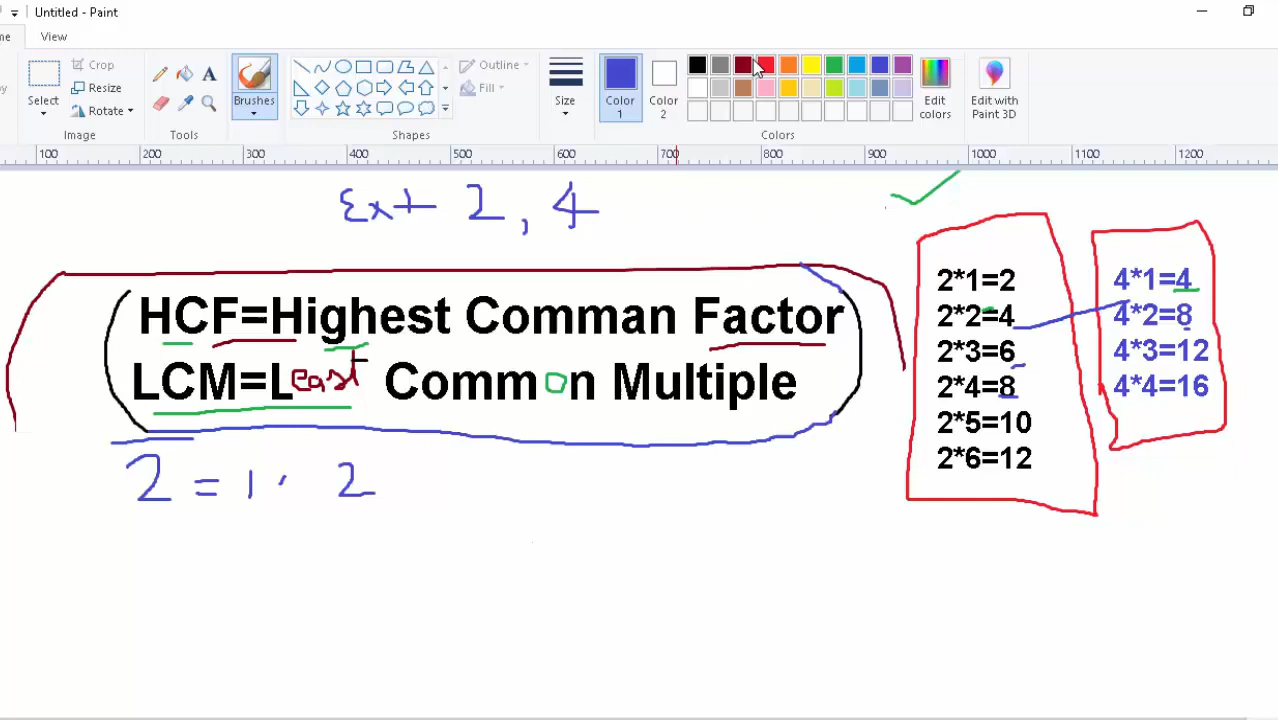 Untitled - Paint
me
View
Select
Crop
Resize
Rotate
Image
A
Tools
Brushes
Outline
Fill
Shapes
Size
Color 1
Color 2
Edit colors
Edit with Paint 3D
Colors
100 200 300 400 500 600 700 800 900 1000 1100 1200
2, 4
HCF=Highest Comman Factor
LCM=Least Common Multiple
2 = 1 . 2
2*1=2
2*2=4
2*3=6
2*4=8
2*5=10
2*6=12
4*1=4
4*2=8
4*3=12
4*4=16